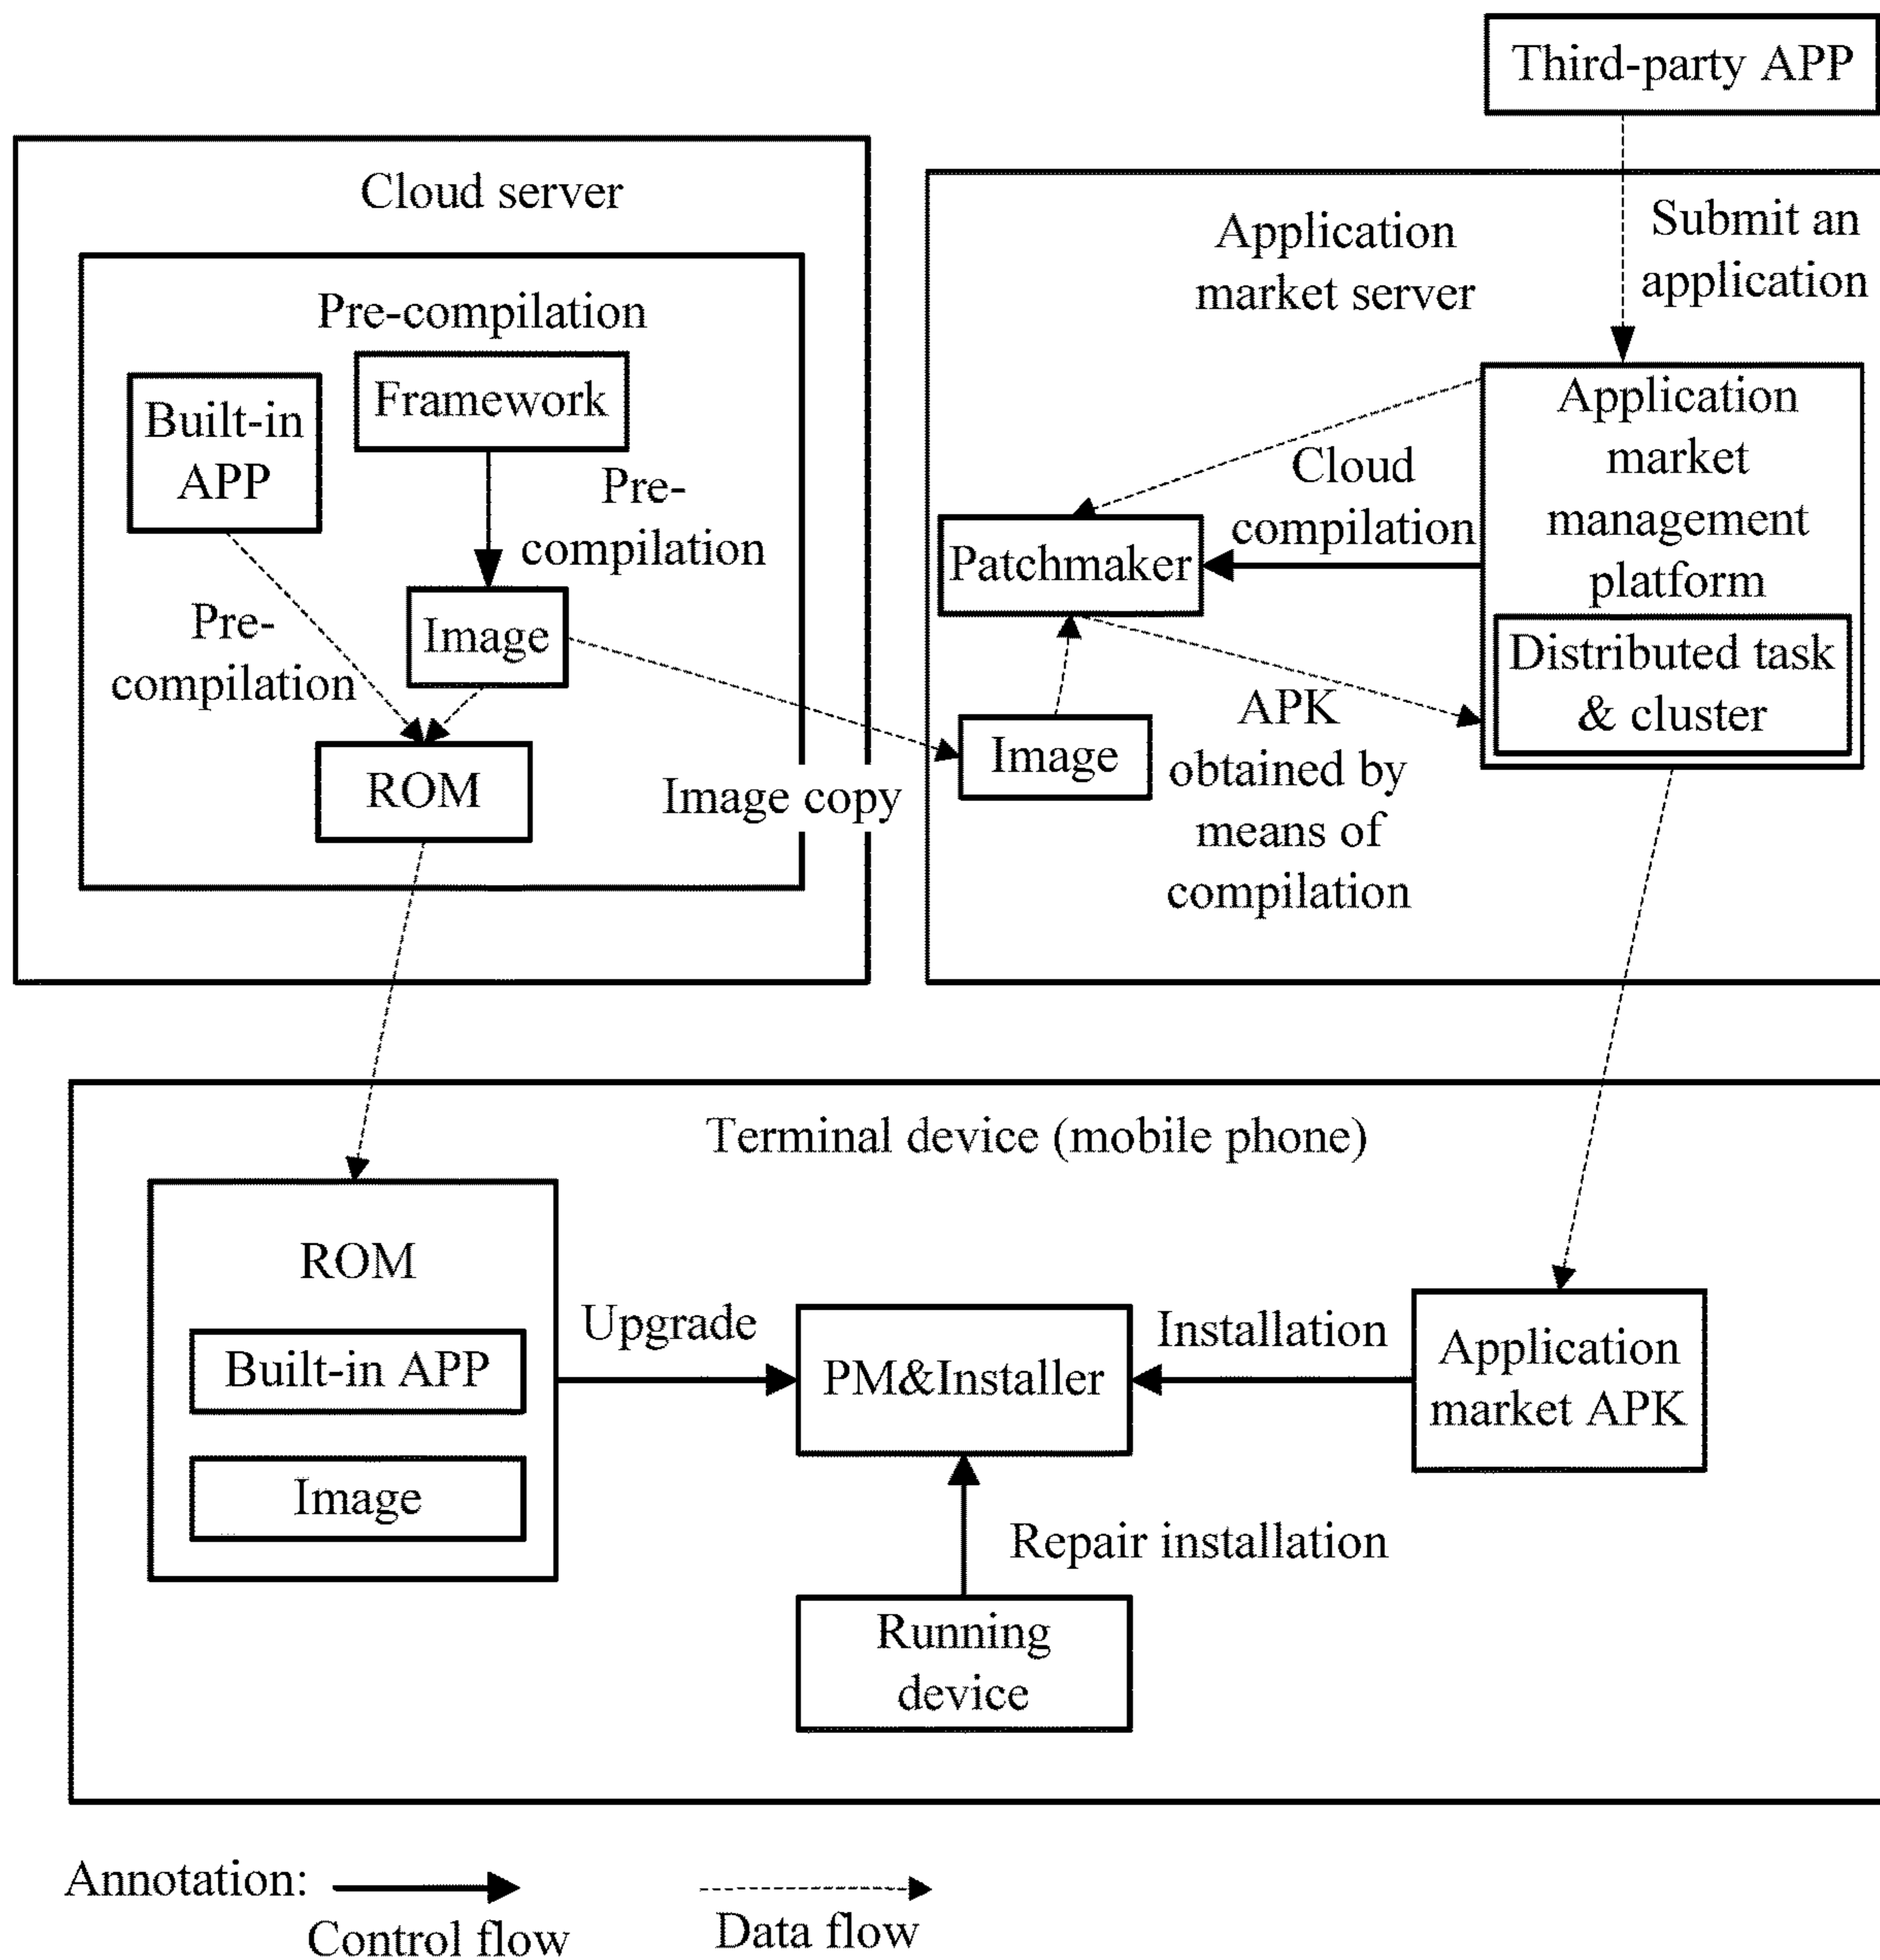 Third-party APP
Cloud server
Pre-compilation
Framework
Built-in
APP
Pre-
compilation
Image
Pre-
compilation
ROM
Image copy
Application
market server
Submit an
application
Application
market
management
platform
Distributed task
& cluster
Cloud
compilation
Patchmaker
Image
APK
obtained by
means of
compilation
Terminal device (mobile phone)
ROM
Built-in APP
Image
Upgrade
PM&Installer
Installation
Application
market APK
Repair installation
Running
device
Annotation:
Control flow
Data flow